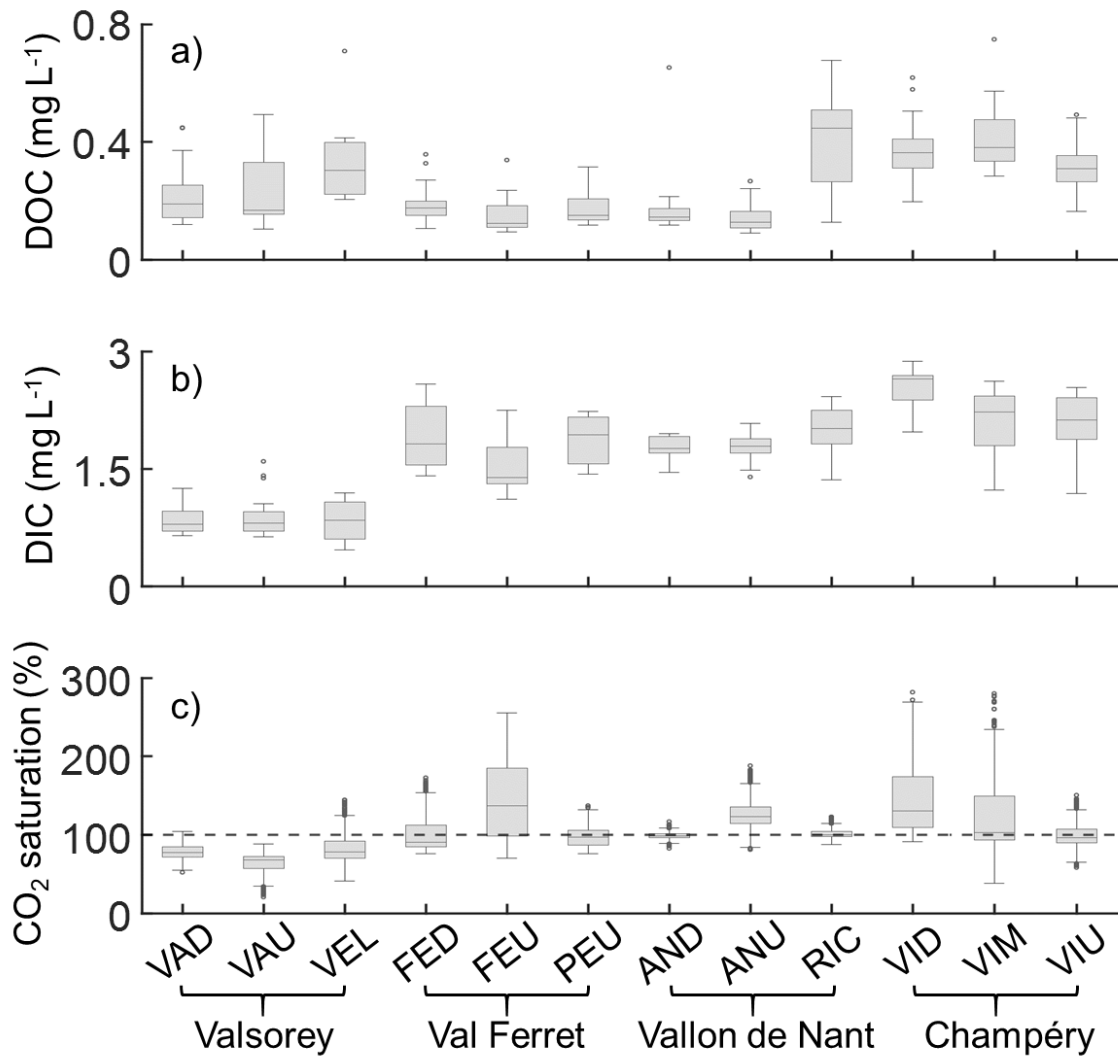 a)
DOC (mg L⁻¹)
0.8
0.4
0
b)
DIC (mg L⁻¹)
3
1.5
0
c)
CO₂ saturation (%)
300
200
100
0
VAD VAU VEL FED FEU PEU AND ANU RIC VID VIM VIU
Valsorey Val Ferret Vallon de Nant Champéry